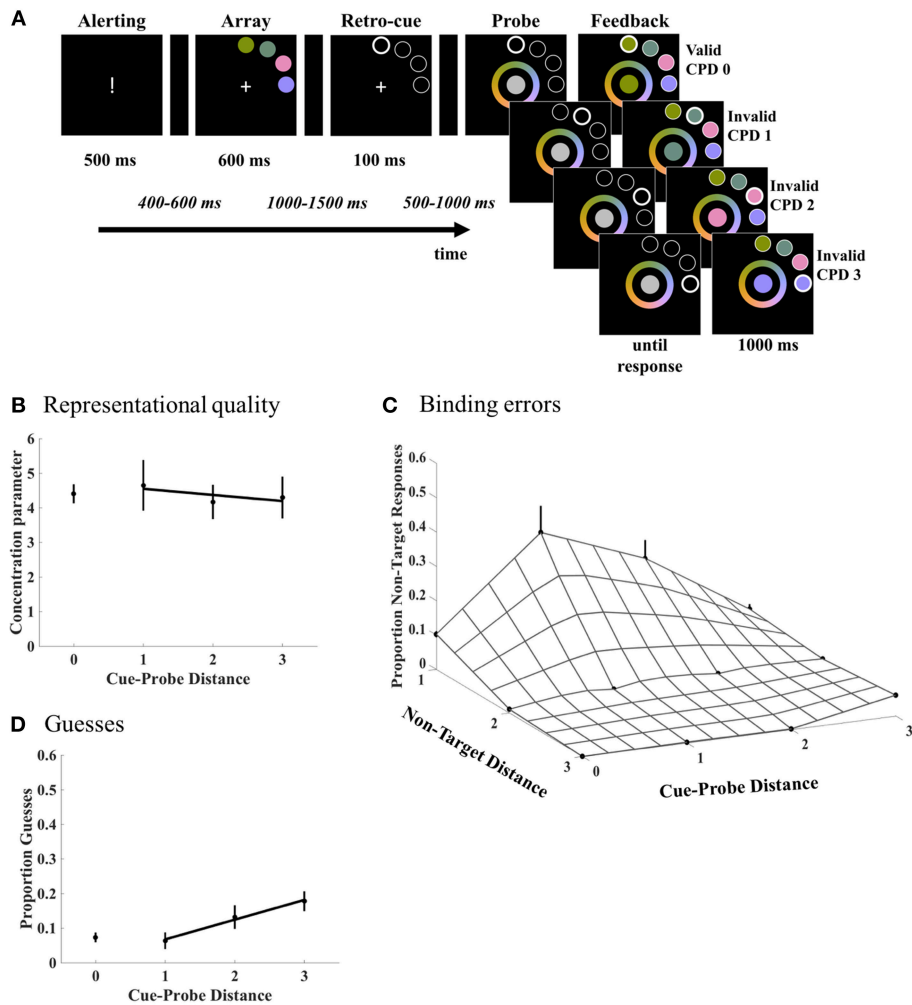 A
Alerting Array Retro-cue Probe Feedback
!
+
+
Valid
CPD 0
Invalid
CPD 1
Invalid
CPD 2
Invalid
CPD 3
500 ms 600 ms 100 ms
400-600 ms 1000-1500 ms 500-1000 ms
time
until
response
1000 ms
B Representational quality
Concentration parameter
6
5
4
3
2
1
0
0 1 2 3
Cue-Probe Distance
C Binding errors
Proportion Non-Target Responses
0.6
0.5
0.4
0.3
0.2
0.1
0
1
2
3
Non-Target Distance
0
1
2
3
Cue-Probe Distance
D Guesses
Proportion Guesses
0.6
0.5
0.4
0.3
0.2
0.1
0
0 1 2 3
Cue-Probe Distance